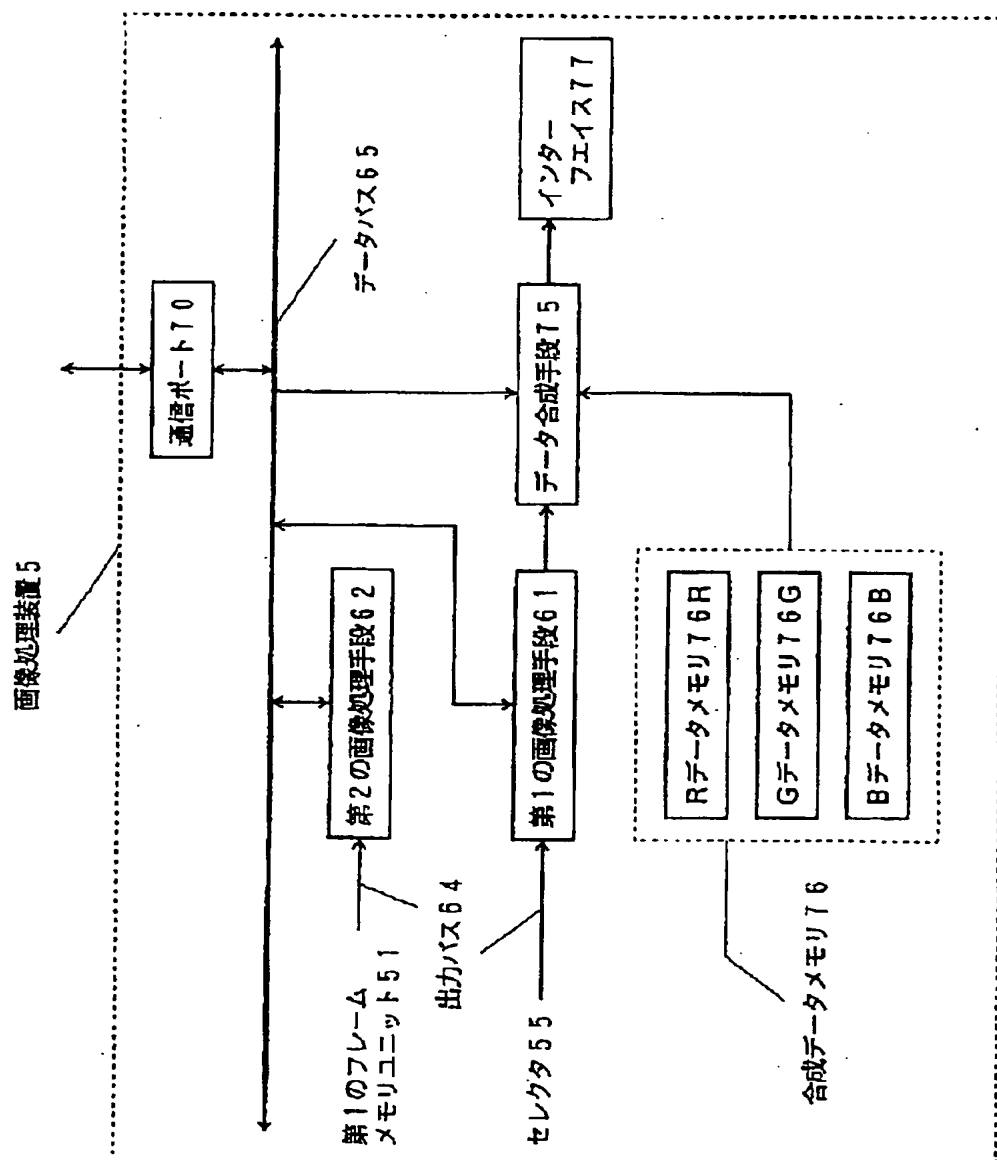 画像処理装置5
通信ポート70
データバス65
第2の画像処理手段62
第1のフレーム
メモリユニット51
出力バス64
セレクタ55
第1の画像処理手段61
データ合成手段75
インター
フエイス77
Rデータメモリ76R
Gデータメモリ76G
Bデータメモリ76B
合成データメモリ76